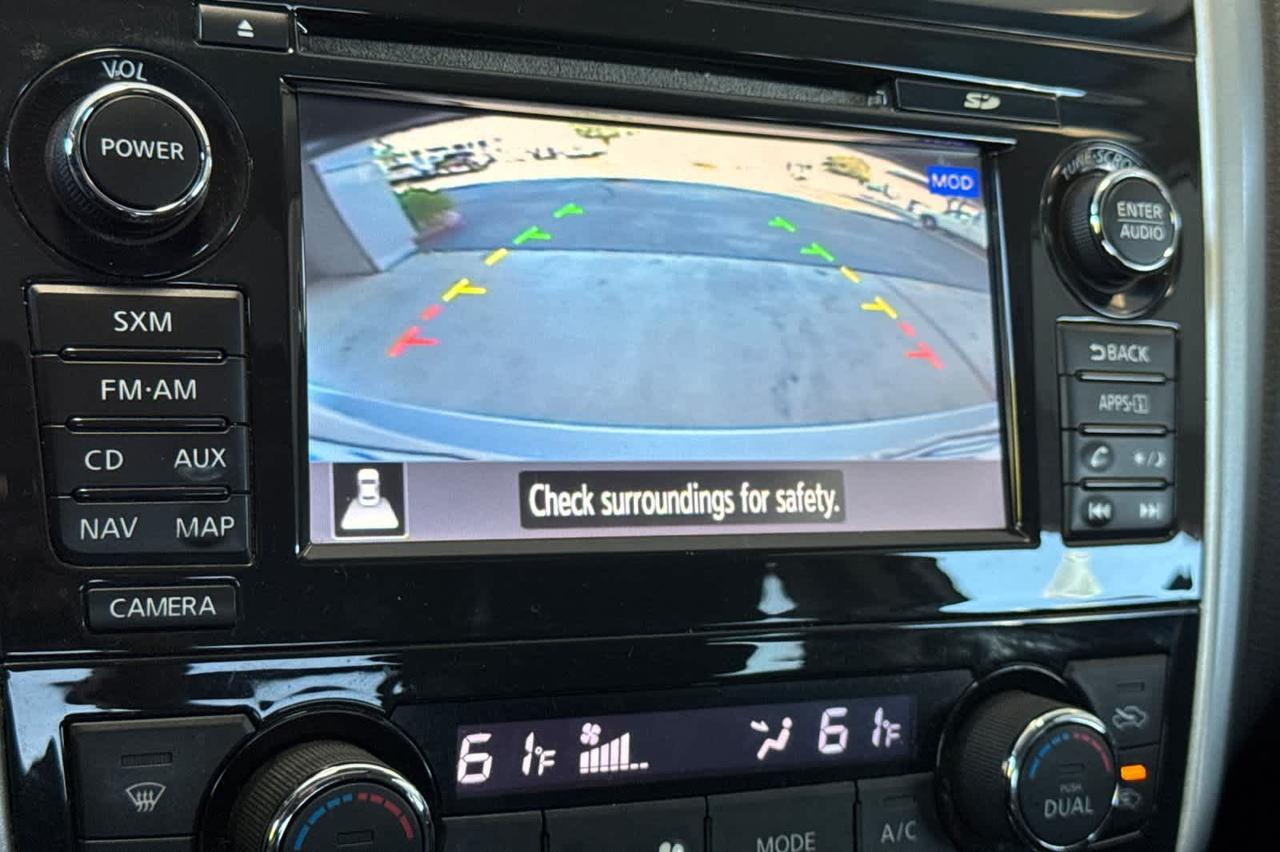 VOL
POWER
SD
TUNE·SCROLL
ENTER
AUDIO
MOD
SXM
FM·AM
CD AUX
NAV MAP
CAMERA
BACK
APPS·i
Check surroundings for safety.
61°F
61°F
PUSH
DUAL
MODE
A/C